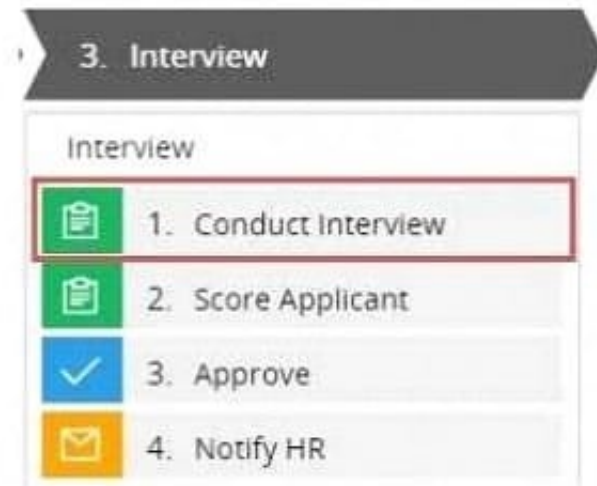 3. Interview
Interview
1. Conduct Interview
2. Score Applicant
3. Approve
4. Notify HR